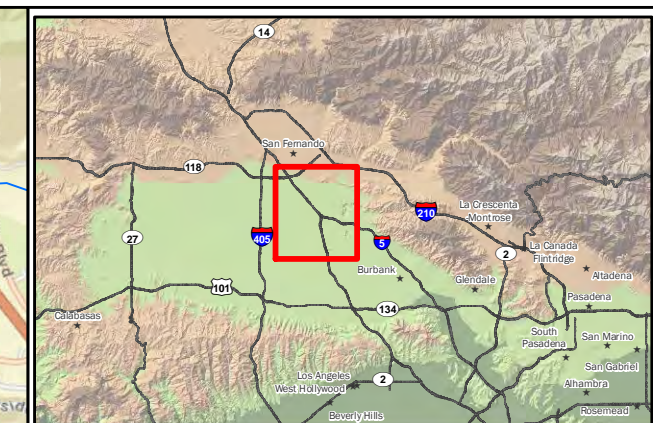 14
San Fernando
118
La Crescenta
-Montrose
210
27
405
5
2
La Canada
Flintridge
Burbank
Glendale
Altadena
101
Pasadena
134
Calabasas
South
Pasadena
San Marino
San Gabriel
Los Angeles
West Hollywood
2
Alhambra
Beverly Hills
Rosemead
Blvd